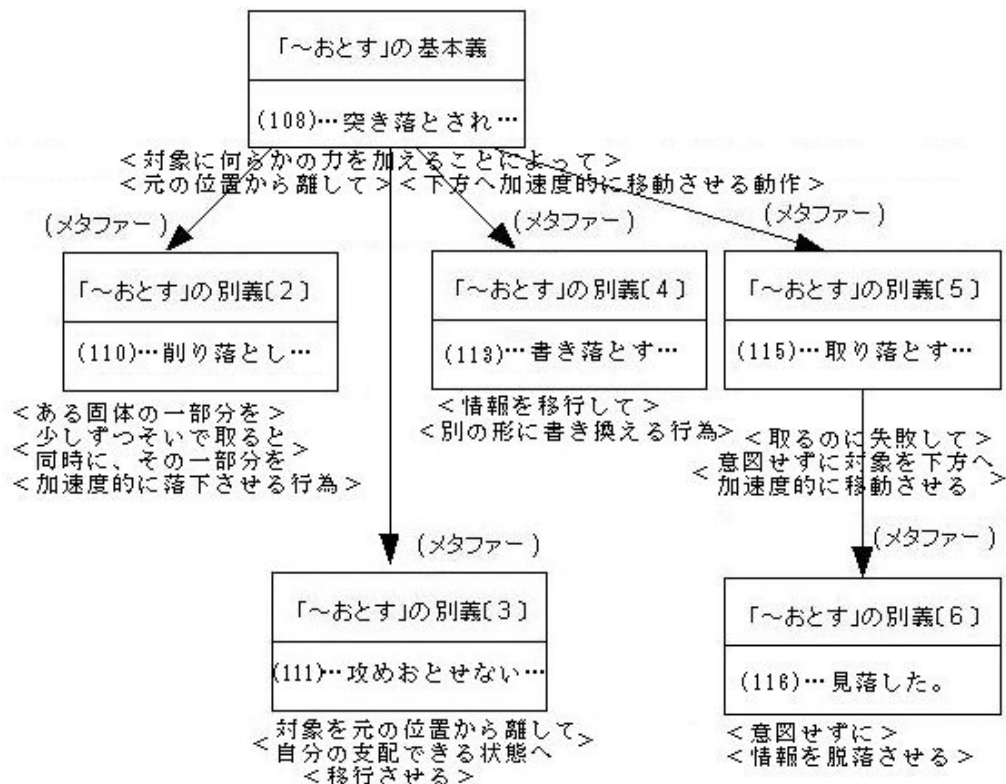 「～おとす」の基本義
(108)…突き落とされ…
＜対象に何らかの力を加えることによって＞
＜元の位置から離して＞＜下方へ加速度的に移動させる動作＞
(メタファー)
(メタファー)
(メタファー)
「～おとす」の別義〔2〕
(110)…削り落とし…
＜ある固体の一部分を＞
＜少しずつそいで取ると
同時に、その一部分を＞
＜加速度的に落下させる行為＞
「～おとす」の別義〔4〕
(113)…書き落とす…
＜情報を移行して＞
＜別の形に書き換える行為＞
「～おとす」の別義〔5〕
(115)…取り落とす…
＜取るのに失敗して＞
＜意図せずに対象を下方へ
加速度的に移動させる＞
(メタファー)
「～おとす」の別義〔3〕
(111)…攻めおとせない…
＜対象を元の位置から離して
自分の支配できる状態へ＞
＜移行させる＞
(メタファー)
「～おとす」の別義〔6〕
(116)…見落した。
＜意図せずに＞
＜情報を脱落させる＞